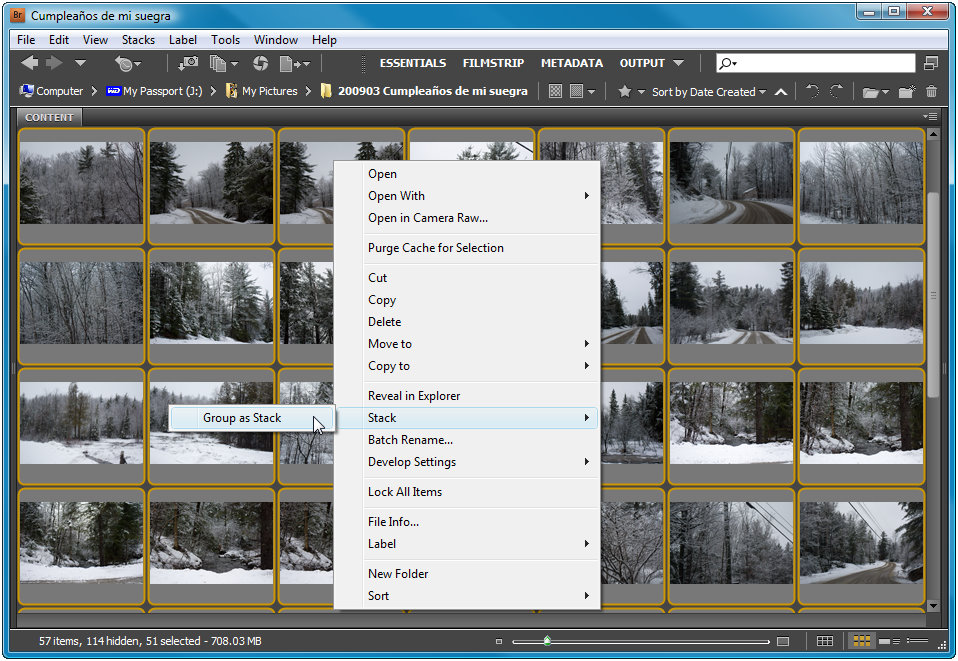 Br Cumpleaños de mi suegra
File Edit View Stacks Label Tools Window Help
ESSENTIALS FILMSTRIP METADATA OUTPUT
Computer WD My Passport (J:) My Pictures 200903 Cumpleaños de mi suegra Sort by Date Created
CONTENT
Open
Open With
Open in Camera Raw...
Purge Cache for Selection
Cut
Copy
Delete
Move to
Copy to
Reveal in Explorer
Group as Stack Stack
Batch Rename...
Develop Settings
Lock All Items
File Info...
Label
New Folder
Sort
57 items, 114 hidden, 51 selected - 708.03 MB